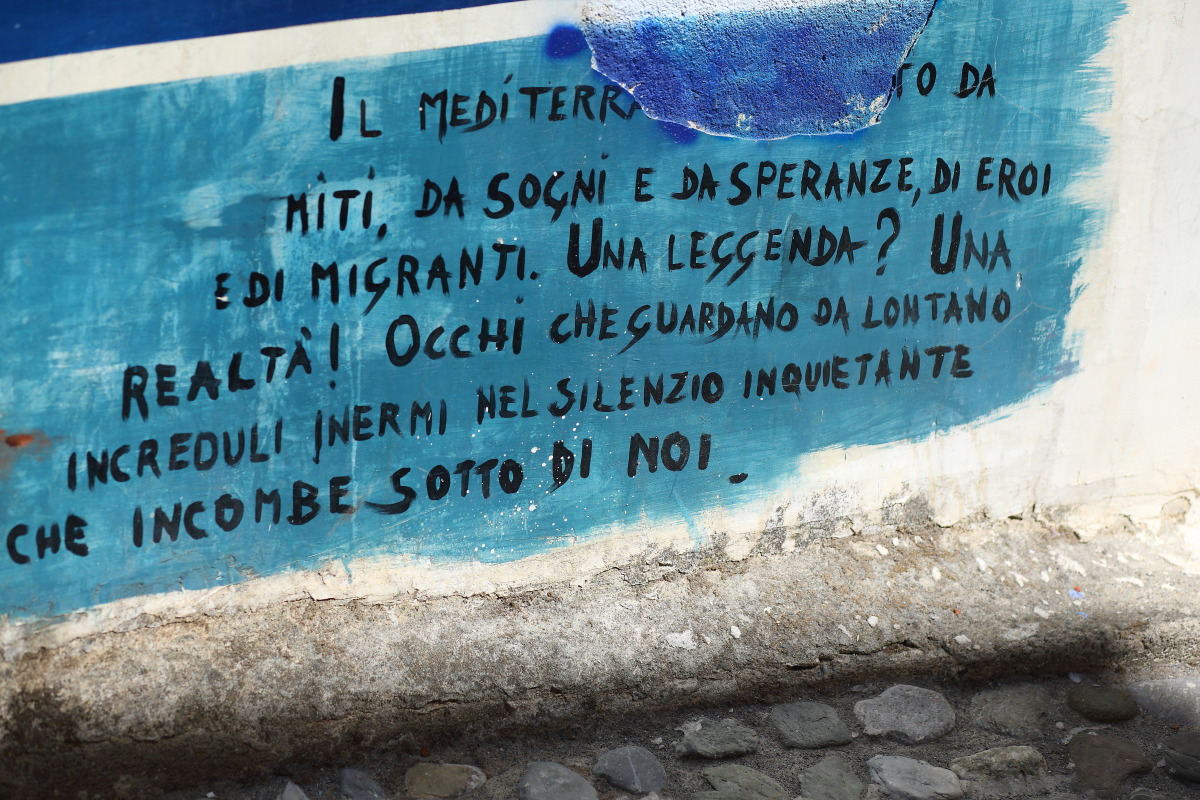 IL MEDITERRA TO DA
MITI, DA SOGNI E DA SPERANZE, DI EROI
E DI MIGRANTI. UNA LEGGENDA? UNA
REALTÀ! OCCHI CHE GUARDANO DA LONTANO
INCREDULI INERMI NEL SILENZIO INQUIETANTE
CHE INCOMBE SOTTO DI NOI.